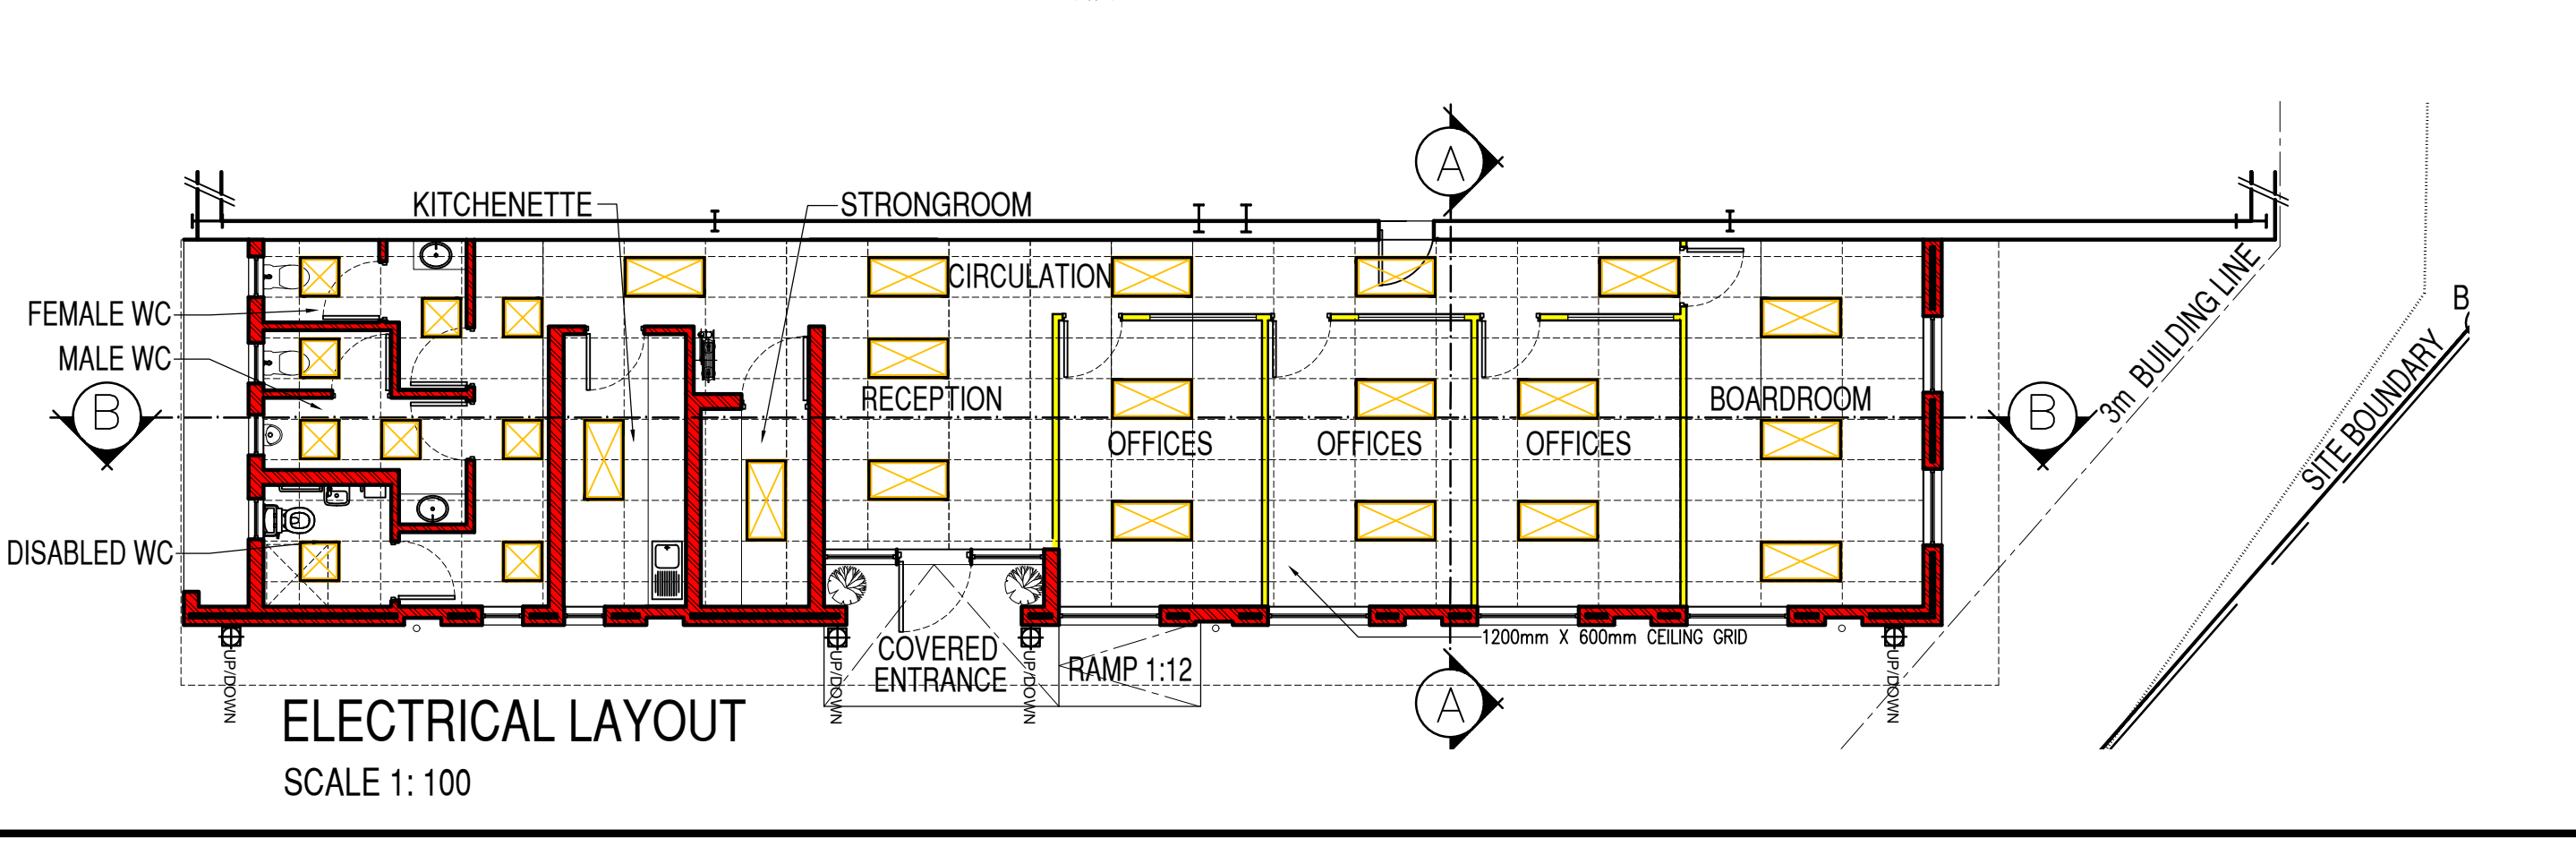 A
KITCHENETTE
STRONGROOM
CIRCULATION
FEMALE WC
MALE WC
B
RECEPTION
OFFICES
OFFICES
OFFICES
BOARDROOM
B
3m BUILDING LINE
SITE BOUNDARY
B
DISABLED WC
1200mm X 600mm CEILING GRID
COVERED
ENTRANCE
RAMP 1:12
UP/DOWN
UP/DOWN
UP/DOWN
UP/DOWN
A
ELECTRICAL LAYOUT
SCALE 1: 100